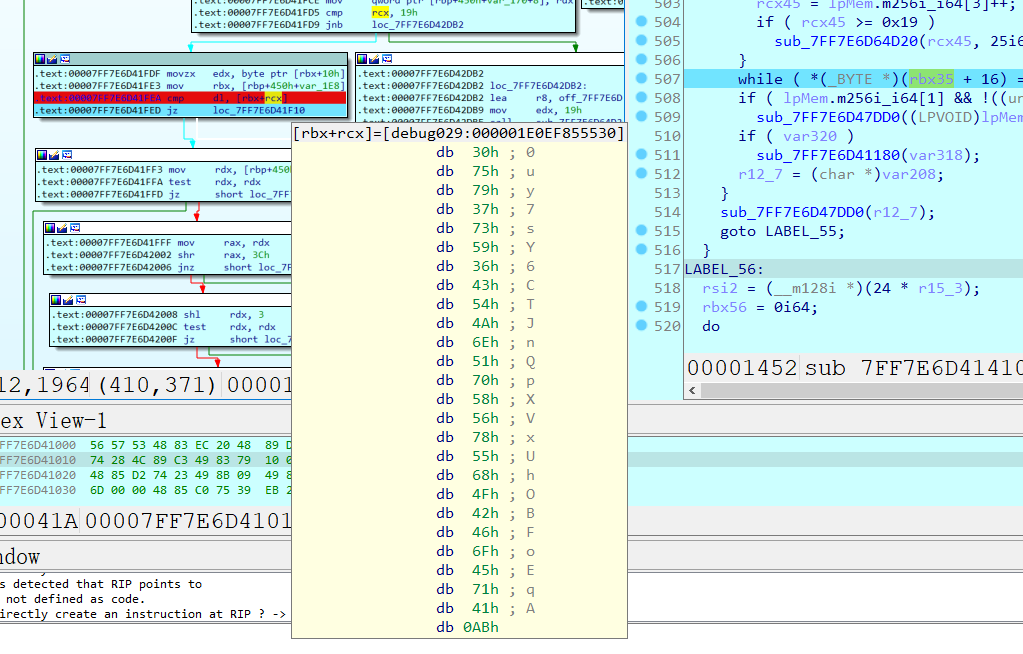 .text:00007FF7E6D41FCE mov qword ptr [rbp+450h+var_170+8], rdx
.text:00007FF7E6D41FD5 cmp rcx, 19h
.text:00007FF7E6D41FD9 jnb loc_7FF7E6D42DB2
.text:00007FF7E6D41FDF movzx edx, byte ptr [rbx+10h]
.text:00007FF7E6D41FE3 mov rbx, [rbp+450h+var_1E8]
.text:00007FF7E6D41FEA cmp dl, [rbx+rcx]
.text:00007FF7E6D41FED jz loc_7FF7E6D41F10
.text:00007FF7E6D42DB2
.text:00007FF7E6D42DB2 loc_7FF7E6D42DB2:
.text:00007FF7E6D42DB2 lea r8, off_7FF7E6D
.text:00007FF7E6D42DB9 mov edx, 19h
.text:00007FF7E6D41FF3 mov rdx, [rbp+450h
.text:00007FF7E6D41FFA test rdx, rdx
.text:00007FF7E6D41FFD jz short loc_7FF7
.text:00007FF7E6D41FFF mov rax, rdx
.text:00007FF7E6D42002 shr rax, 3Ch
.text:00007FF7E6D42006 jnz short loc_7F
.text:00007FF7E6D42008 shl rdx, 3
.text:00007FF7E6D4200C test rdx, rdx
.text:00007FF7E6D4200F jz short loc_
12,1964 (410,371) 00001
ex View-1
FF7E6D41000 56 57 53 48 83 EC 20 48 89 D
FF7E6D41010 74 28 4C 89 C3 49 83 79 10 0
FF7E6D41020 48 85 D2 74 23 49 8B 09 49 8
FF7E6D41030 6D 00 00 48 85 C0 75 39 EB 2
00041A 00007FF7E6D4101
ndow
s detected that RIP points to
not defined as code.
irectly create an instruction at RIP ? ->
[rbx+rcx]=[debug029:000001E0EF855530]
db 30h ; 0
db 75h ; u
db 79h ; y
db 37h ; 7
db 73h ; s
db 59h ; Y
db 36h ; 6
db 43h ; C
db 54h ; T
db 4Ah ; J
db 6Eh ; n
db 51h ; Q
db 70h ; p
db 58h ; X
db 56h ; V
db 78h ; x
db 55h ; U
db 68h ; h
db 4Fh ; O
db 42h ; B
db 46h ; F
db 6Fh ; o
db 45h ; E
db 71h ; q
db 41h ; A
db 0ABh
503 rcx45 = lpMem.m256i_i64[3]++;
504 if ( rcx45 >= 0x19 )
505 sub_7FF7E6D64D20(rcx45, 25i6
506 }
507 while ( *(_BYTE *)(rbx35 + 16) =
508 if ( lpMem.m256i_i64[1] && !((un
509 sub_7FF7E6D47DD0((LPVOID)lpMem
510 if ( var320 )
511 sub_7FF7E6D41180(var318);
512 r12_7 = (char *)var208;
513 }
514 sub_7FF7E6D47DD0(r12_7);
515 goto LABEL_55;
516 }
517 LABEL_56:
518 rsi2 = (__m128i *)(24 * r15_3);
519 rbx56 = 0i64;
520 do
00001452 sub_7FF7E6D41410